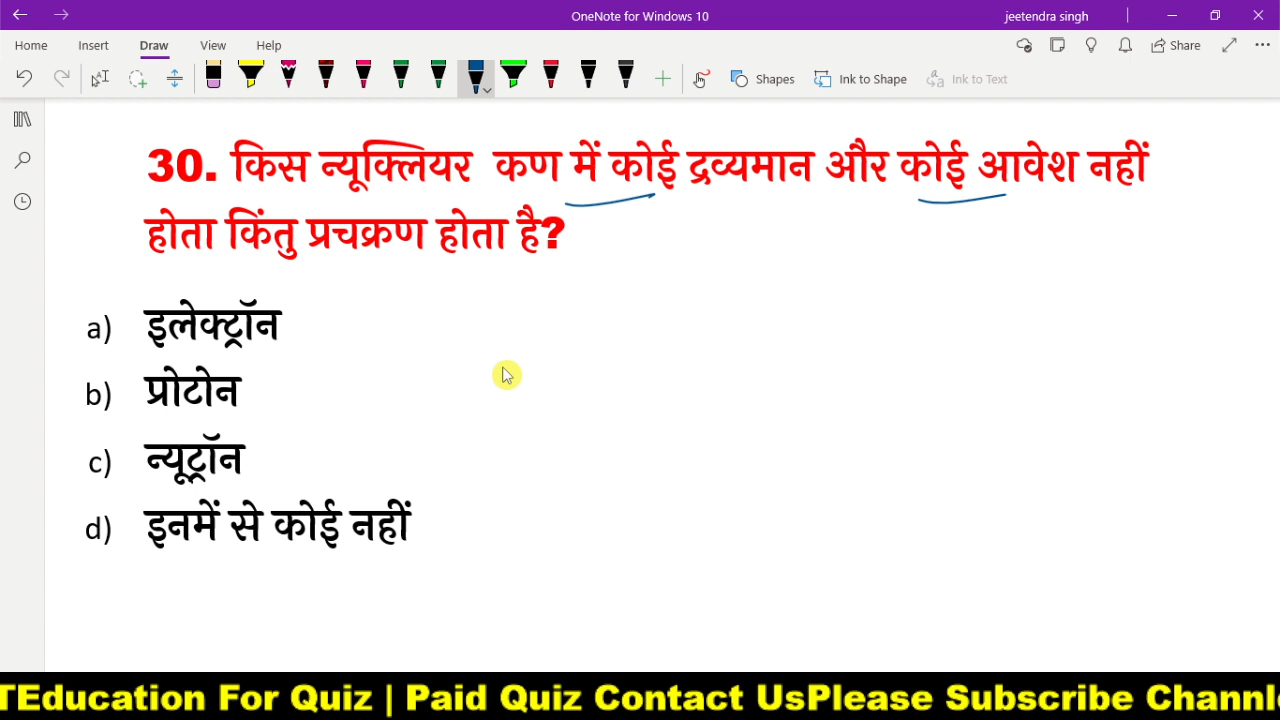 OneNote for Windows 10
jeetendra singh
Home Insert Draw View Help
Share
Shapes Ink to Shape Ink to Text
30. किस न्यूक्लियर कण में कोई द्रव्यमान और कोई आवेश नहीं
होता किंतु प्रचक्रण होता है?
a) इलेक्ट्रॉन
b) प्रोटोन
c) न्यूट्रॉन
d) इनमें से कोई नहीं
TEducation For Quiz | Paid Quiz Contact UsPlease Subscribe Channl